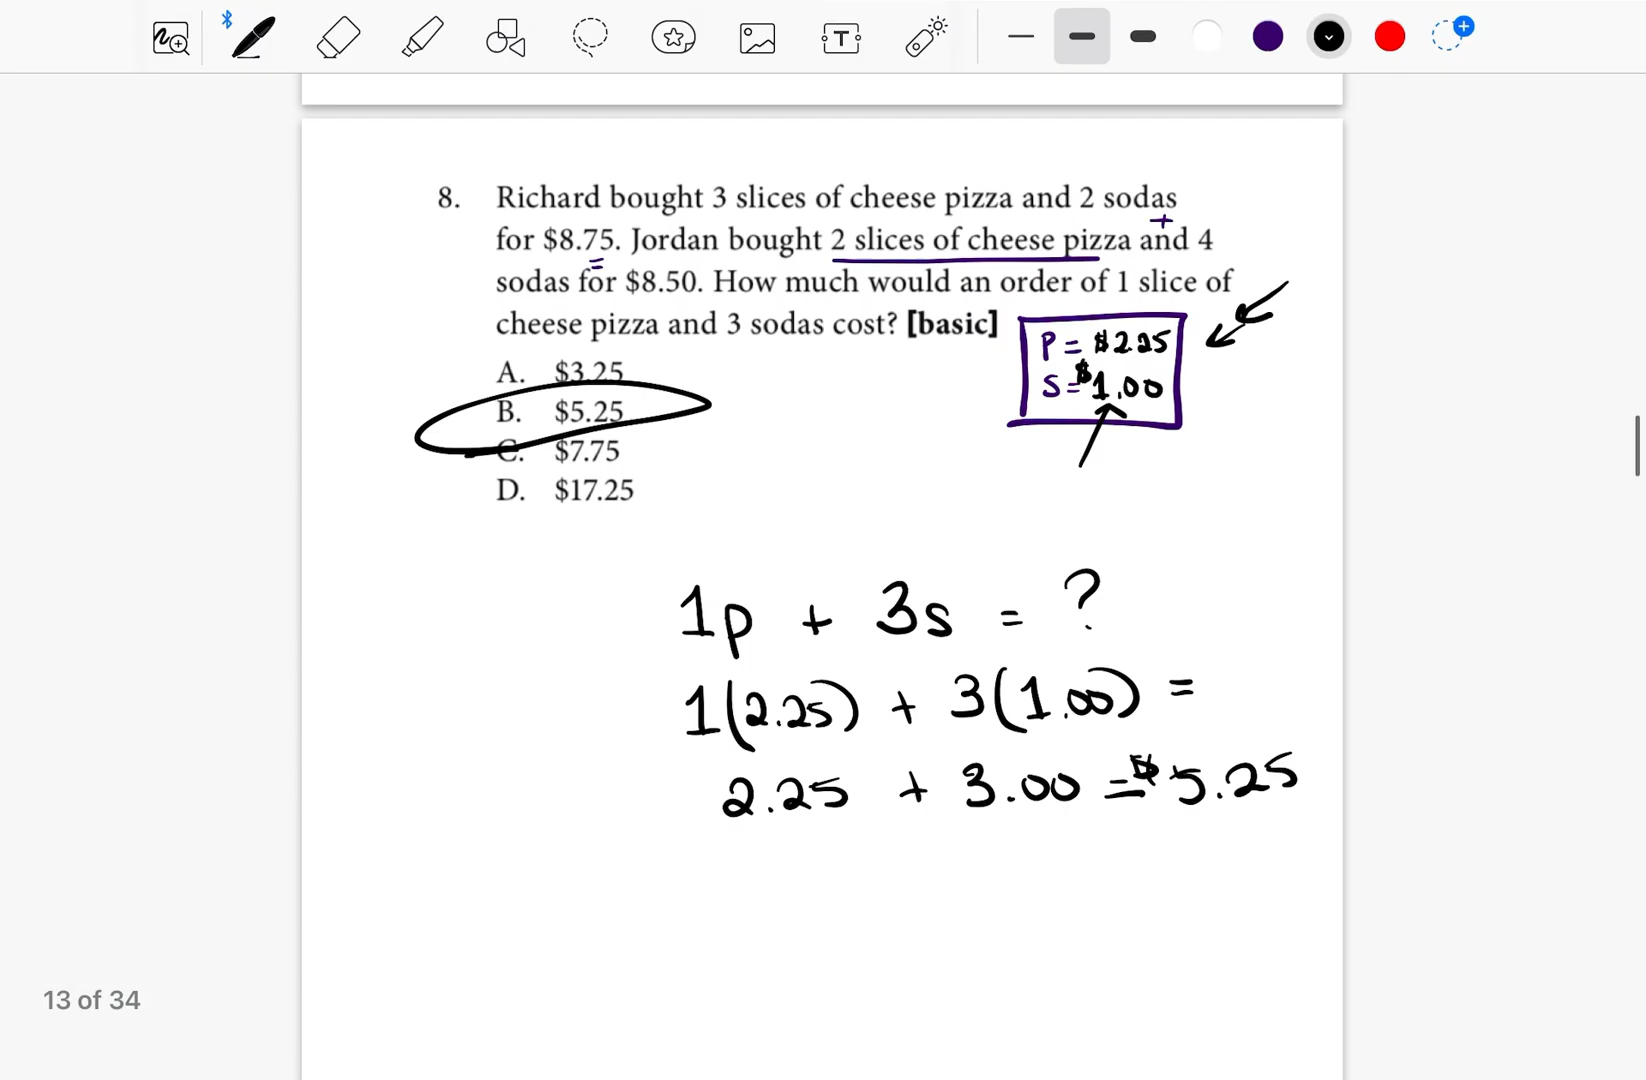 8. Richard bought 3 slices of cheese pizza and 2 sodas
+
for $8.75. Jordan bought 2 slices of cheese pizza and 4
=
sodas for $8.50. How much would an order of 1 slice of
cheese pizza and 3 sodas cost? [basic]
P = $2.25
S = $1.00
A. $3.25
B. $5.25
C. $7.75
D. $17.25
1p + 3s = ?
1(2.25) + 3(1.00) =
2.25 + 3.00 = $5.25
13 of 34
T